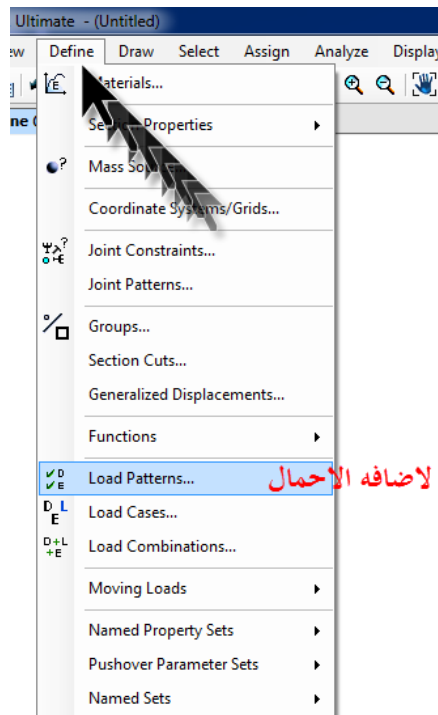 Ultimate - (Untitled)
ew Define Draw Select Assign Analyze Display
Materials...
ne (
Section Properties
Mass Source...
Coordinate Systems/Grids...
Joint Constraints...
Joint Patterns...
Groups...
Section Cuts...
Generalized Displacements...
Functions
Load Patterns... لاضافه الاحمال
Load Cases...
Load Combinations...
Moving Loads
Named Property Sets
Pushover Parameter Sets
Named Sets